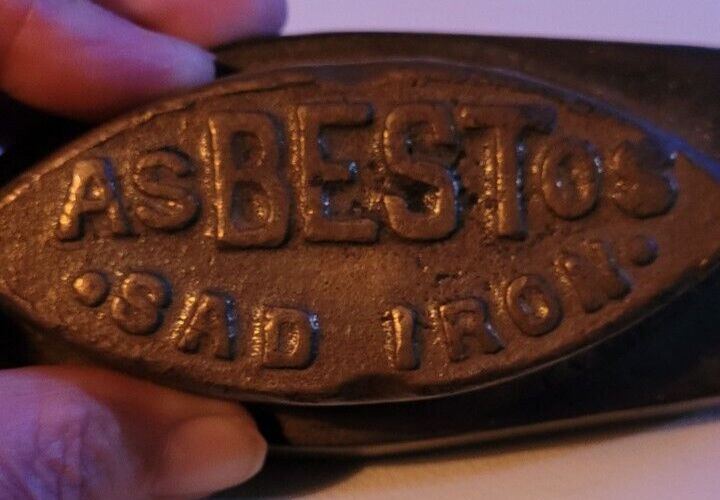 ASBESTOS
• SAD IRON •